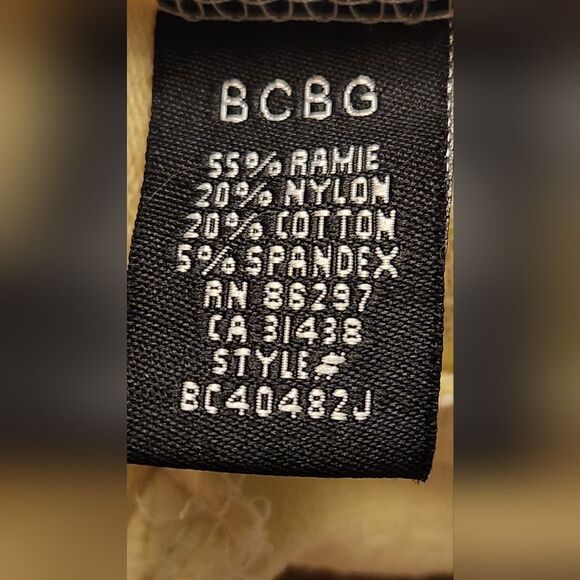 BCBG
55% RAMIE
20% NYLON
20% COTTON
5% SPANDEX
RN 86297
CA 31438
STYLE#
BC40482J